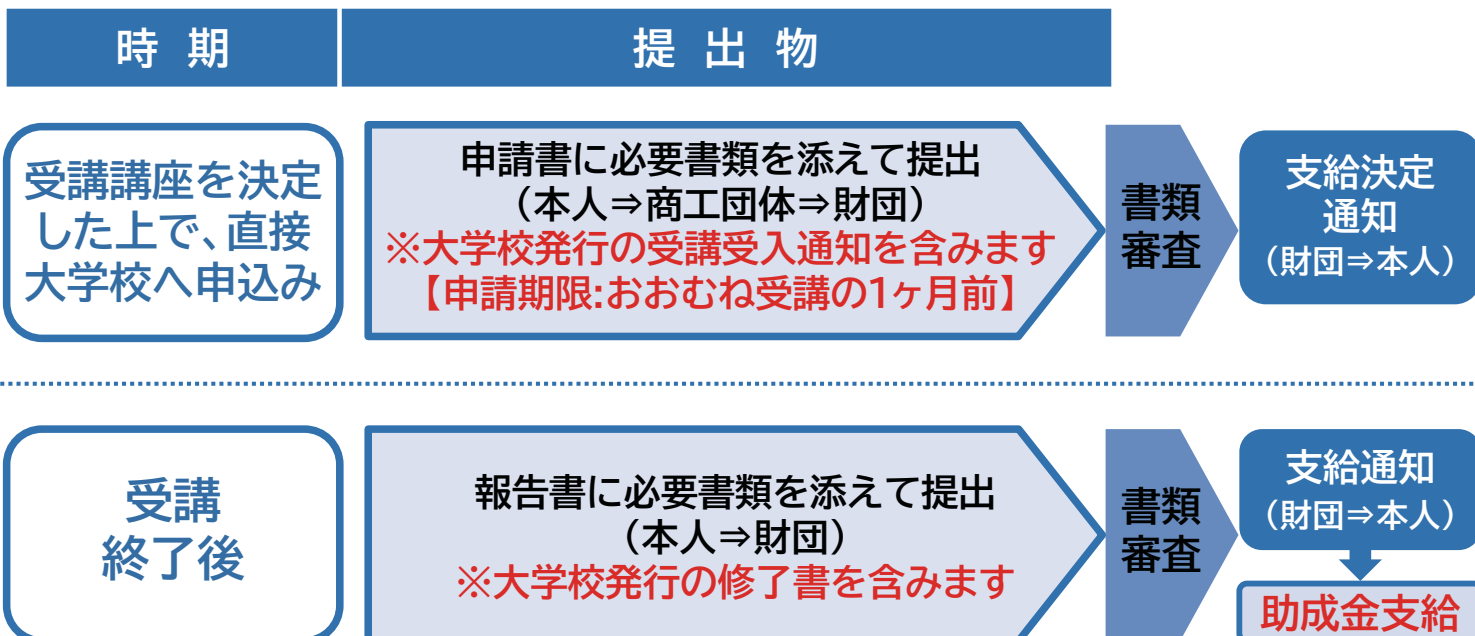 時期
提出物
受講講座を決定
した上で、直接
大学校へ申込み
申請書に必要書類を添えて提出
（本人⇒商工団体⇒財団）
※大学校発行の受講受入通知を含みます
【申請期限:おおむね受講の1ヶ月前】
書類
審査
支給決定
通知
（財団⇒本人）
受講
終了後
報告書に必要書類を添えて提出
（本人⇒財団）
※大学校発行の修了書を含みます
書類
審査
支給通知
（財団⇒本人）
助成金支給